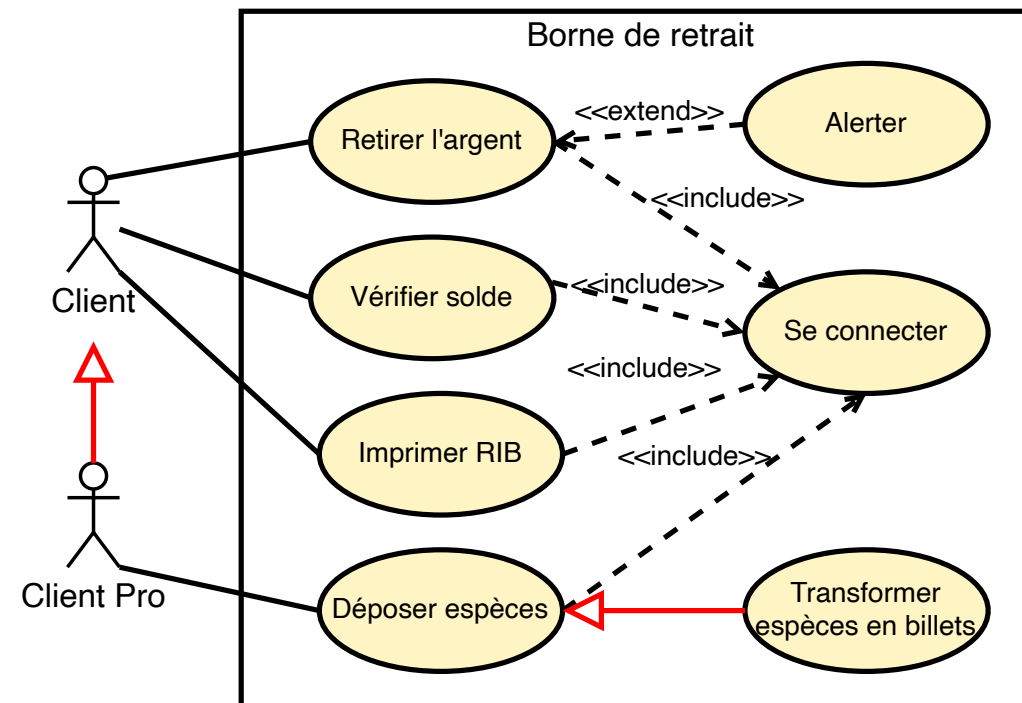 Borne de retrait
Retirer l'argent
<<extend>>
Alerter
<<include>>
Client
Vérifier solde
<<include>>
Se connecter
<<include>>
Imprimer RIB
<<include>>
Client Pro
Déposer espèces
Transformer
espèces en billets